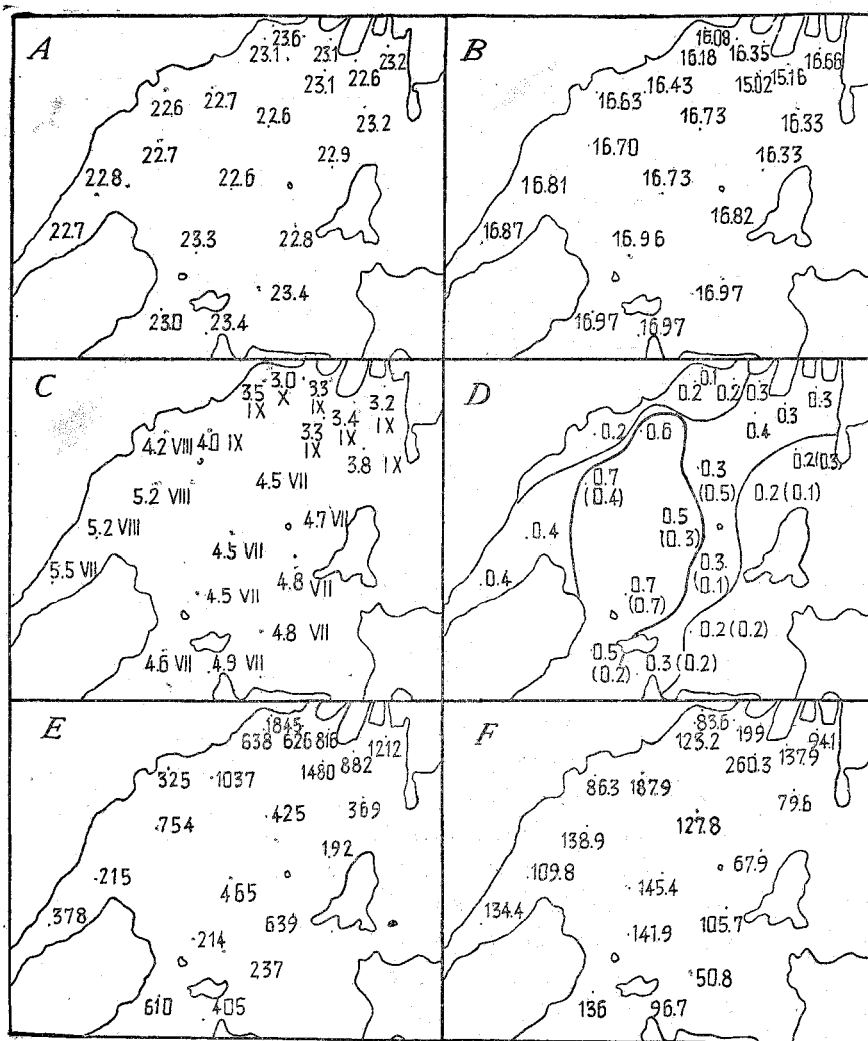 A
23.6
23.1 23.1 23.2
22.6
23.1
22.6 22.7
22.6 23.2
22.7 22.9
22.8 22.6
22.7 22.8
23.3
23.4
23.0 23.4
B
16.08
16.18 16.35 16.66
15.16
16.43 15.02
16.63
16.73 16.33
16.70 16.33
16.81 16.73
16.82
16.87
16.96
16.97
16.97 16.97
C
3.0 X
3.5 IX 3.3 IX 3.2 IX
3.4 IX
3.3 IX
4.2 VIII 4.0 IX
3.8 IX
4.5 VII
5.2 VIII
4.7 VII
5.2 VIII
4.5 VII
5.5 VII 4.8 VII
4.5 VII
4.8 VII
4.6 VII 4.9 VII
D
0.1
0.2 0.2 0.3 0.3
0.3
0.2 0.6 0.4
0.3 (0.5) 0.2(0.3)
0.7 (0.4) 0.2(0.1)
0.4 0.5 (0.3)
0.3 (0.1)
0.4
0.7 (0.7)
0.2(0.2)
0.5 (0.2) 0.3(0.2)
E
1845
638 626 816 1212
882
325 1037 1480
425 369
754
192
215 465
378 639
214
237
610 405
F
83.6
123.2 199 94.1
137.9
260.3
86.3 187.9
79.6
127.8
138.9
67.9
109.8 145.4
134.4 105.7
141.9
50.8
136 96.7